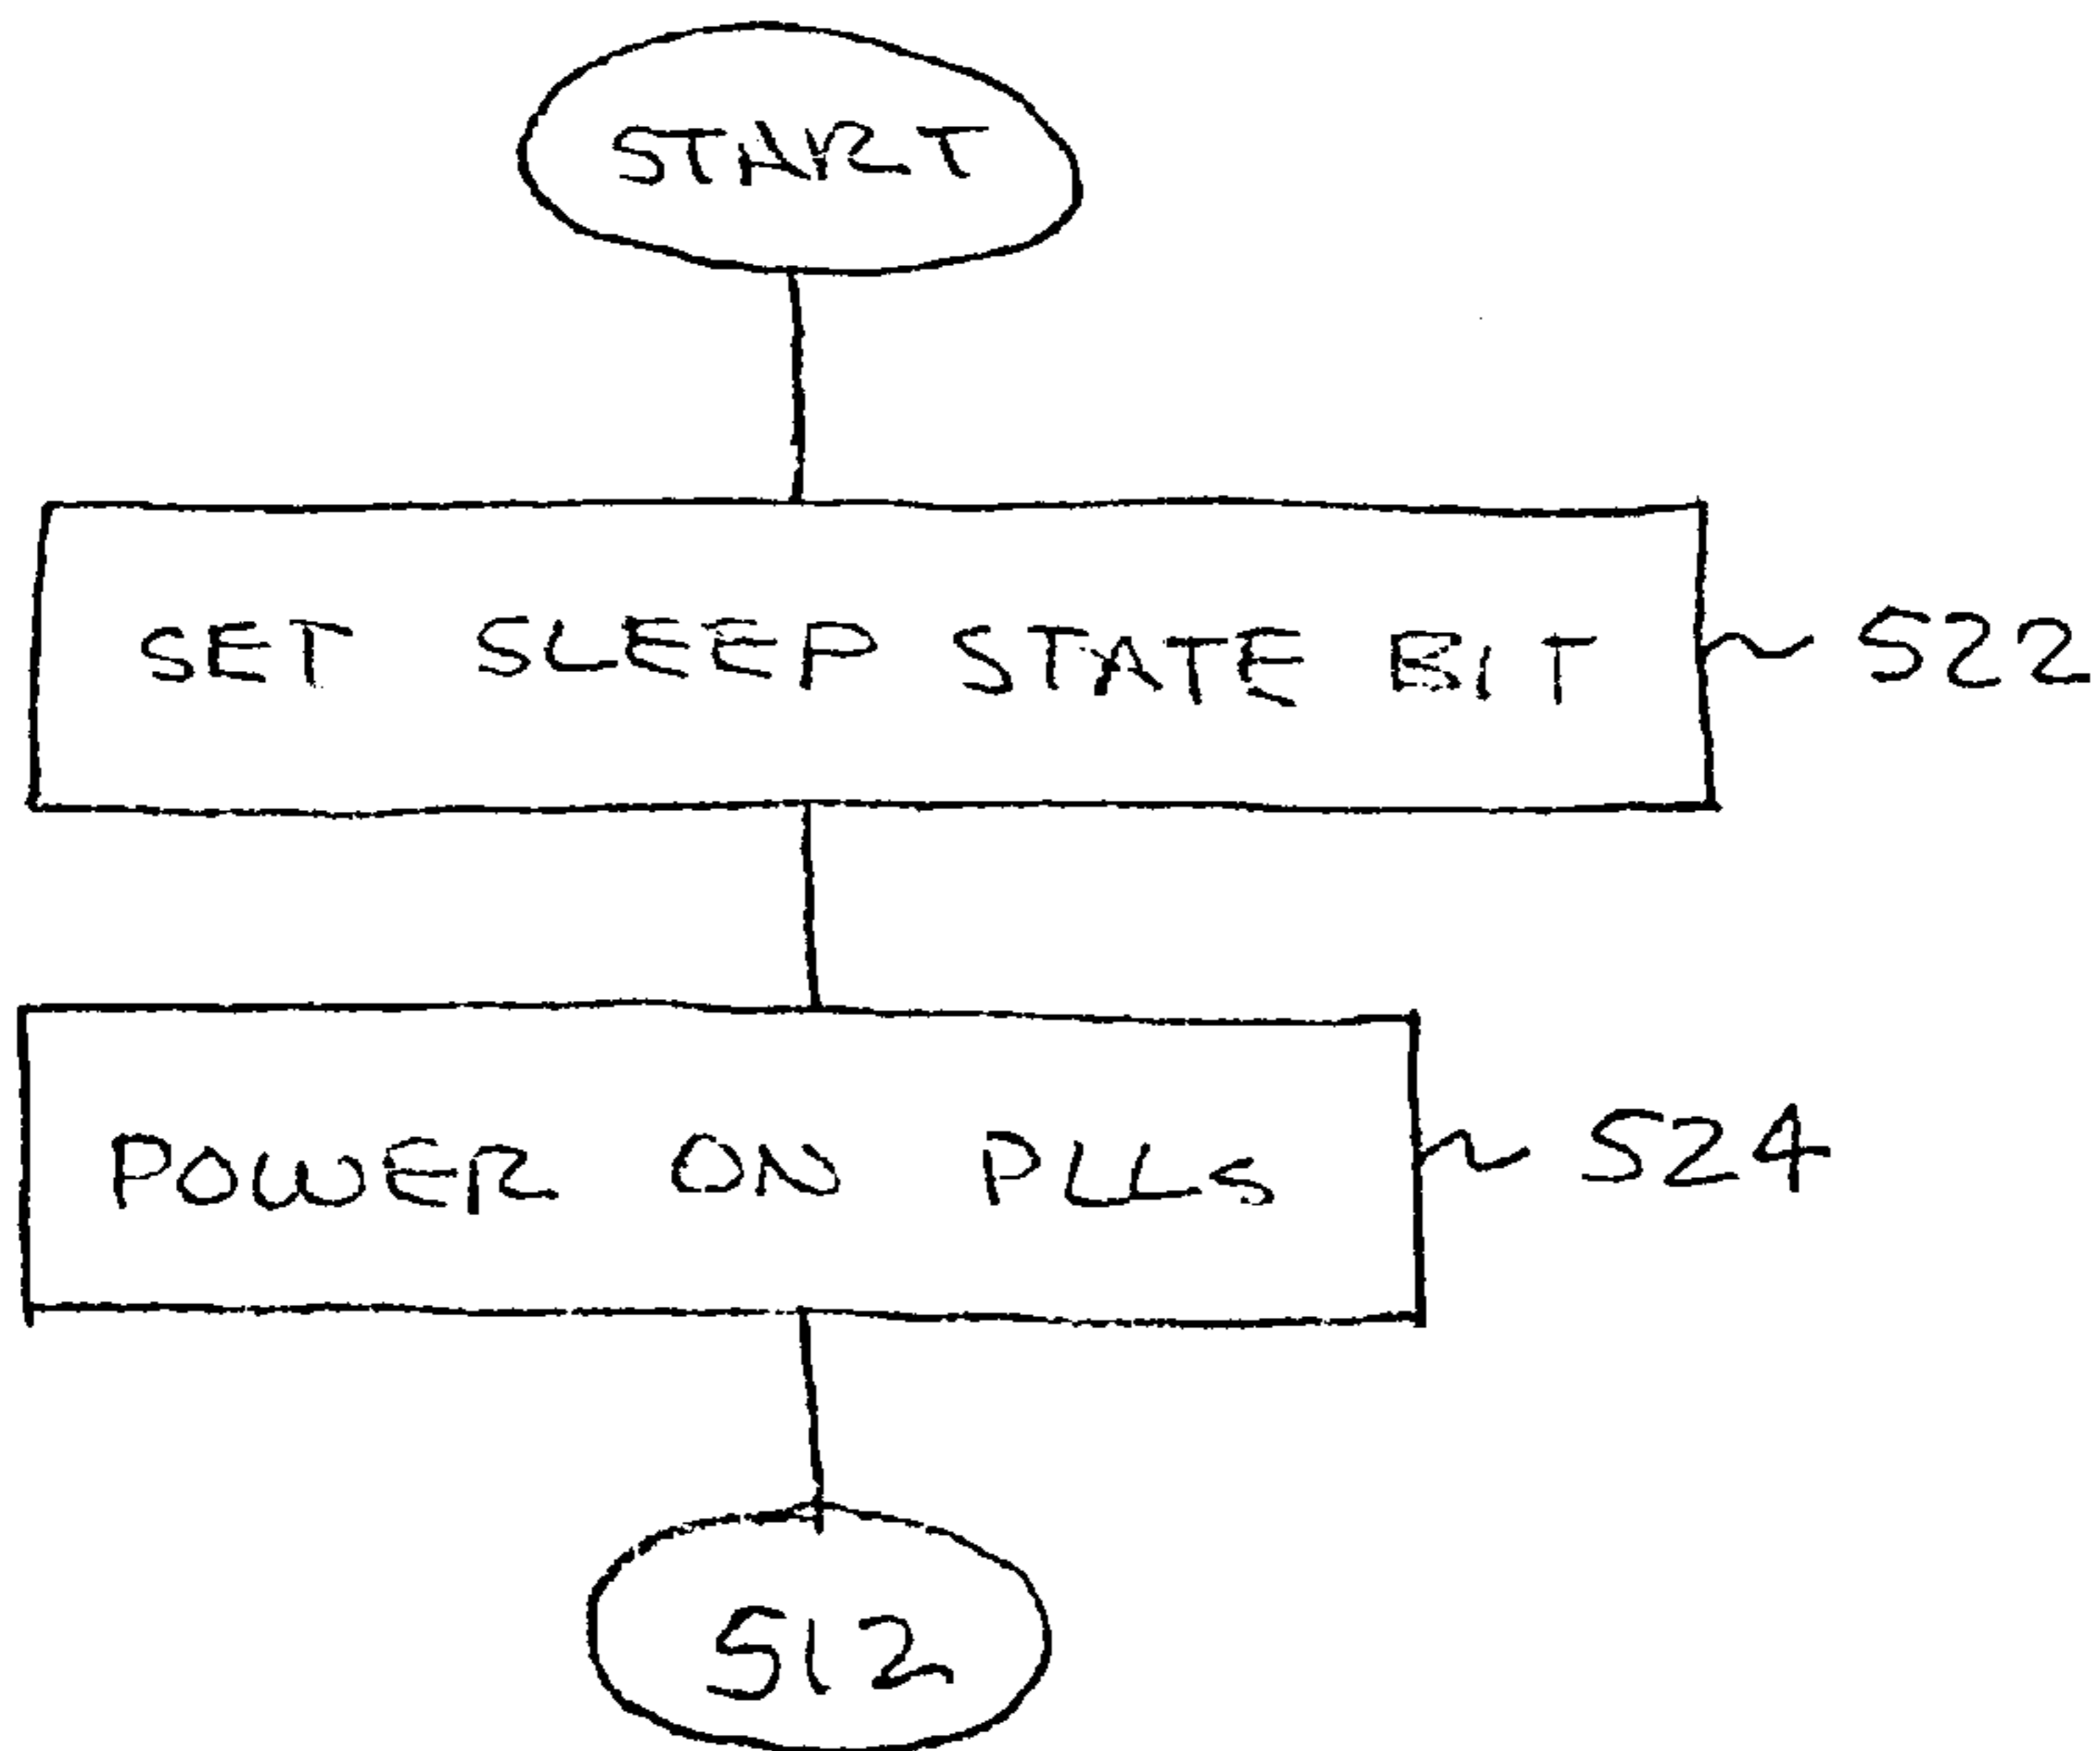 START
SET SLEEP STATE BIT
522
POWER ON PLLs
524
512